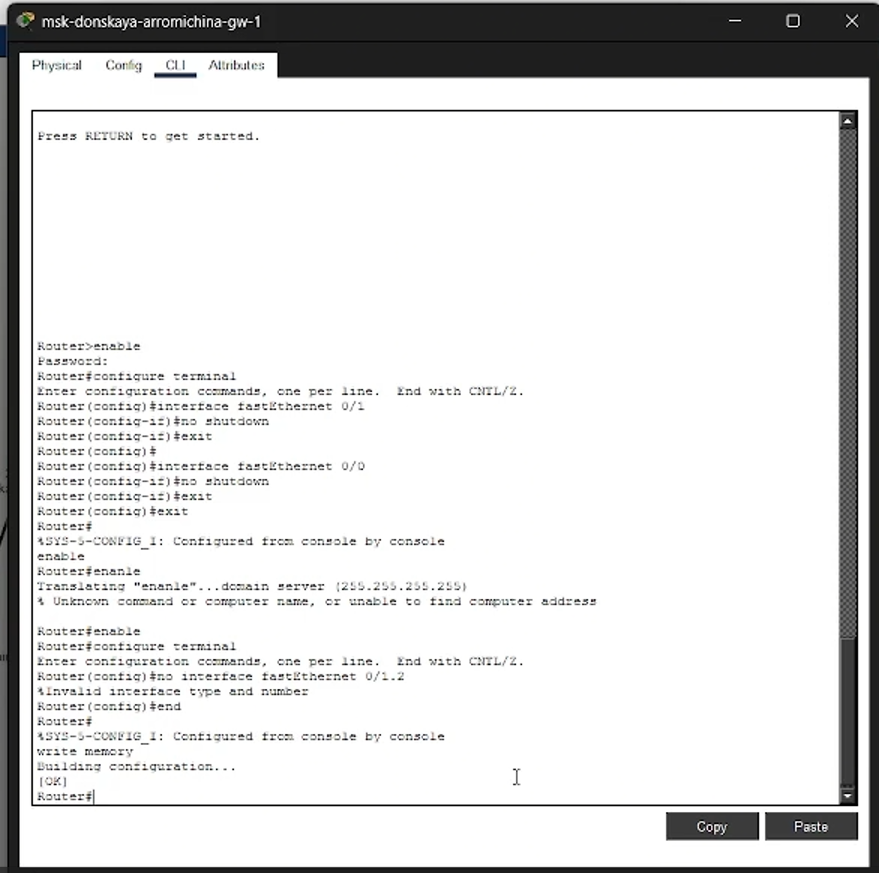 msk-donskaya-arromichina-gw-1
Physical Config CLI Attributes
Press RETURN to get started.
Router>enable
Password:
Router#configure terminal
Enter configuration commands, one per line.  End with CNTL/Z.
Router(config)#interface fastEthernet 0/1
Router(config-if)#no shutdown
Router(config-if)#exit
Router(config)#
Router(config)#interface fastEthernet 0/0
Router(config-if)#no shutdown
Router(config-if)#exit
Router(config)#exit
Router#
%SYS-5-CONFIG_I: Configured from console by console
enable
Router#enanle
Translating "enanle"...domain server (255.255.255.255)
% Unknown command or computer name, or unable to find computer address
Router#enable
Router#configure terminal
Enter configuration commands, one per line.  End with CNTL/Z.
Router(config)#no interface fastEthernet 0/1.2
%Invalid interface type and number
Router(config)#end
Router#
%SYS-5-CONFIG_I: Configured from console by console
write memory
Building configuration...
[OK]
Router#
Copy Paste